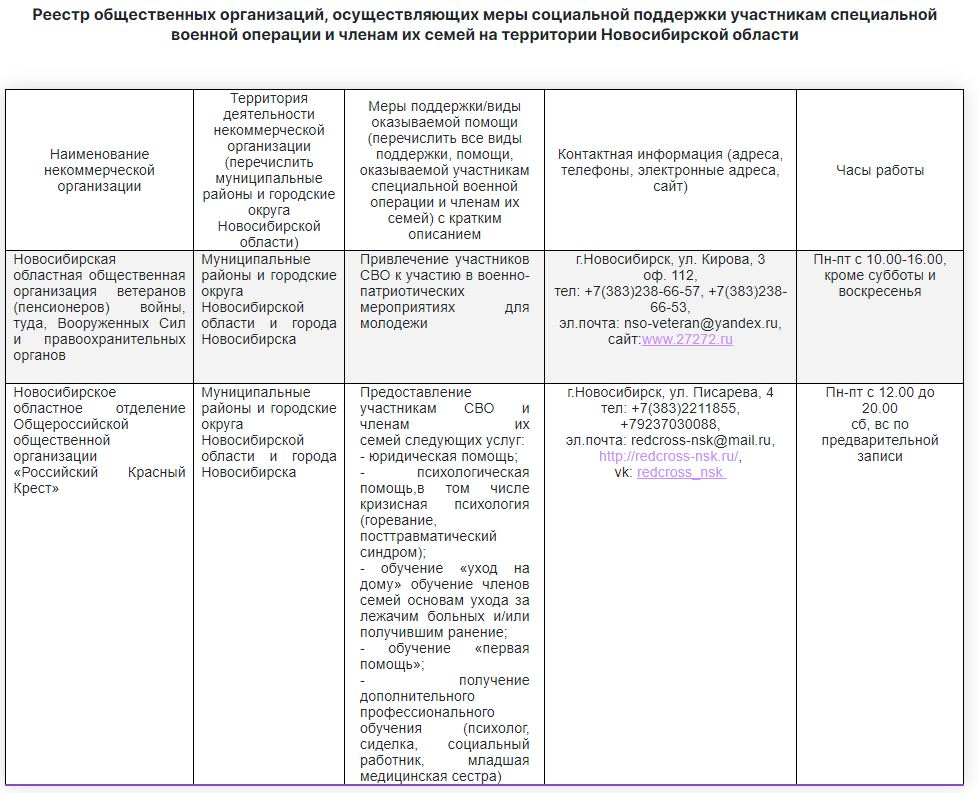 Реестр общественных организаций, осуществляющих меры социальной поддержки участникам специальной
военной операции и членам их семей на территории Новосибирской области
Наименование
некоммерческой
организации
Территория
деятельности
некоммерческой
организации
(перечислить
муниципальные
районы и городские
округа
Новосибирской
области)
Меры поддержки/виды
оказываемой помощи
(перечислить все виды
поддержки, помощи,
оказываемой участникам
специальной военной
операции и членам их
семей) с кратким
описанием
Контактная информация (адреса,
телефоны, электронные адреса,
сайт)
Часы работы
Новосибирская
областная общественная
организация ветеранов
(пенсионеров) войны,
туда, Вооруженных Сил
и правоохранительных
органов
Муниципальные
районы и городские
округа
Новосибирской
области и города
Новосибирска
Привлечение участников
СВО к участию в военно-
патриотических
мероприятиях для
молодежи
г.Новосибирск, ул. Кирова, 3
оф. 112,
тел: +7(383)238-66-57, +7(383)238-
66-53,
эл.почта: nso-veteran@yandex.ru,
сайт:www.27272.ru
Пн-пт с 10.00-16.00,
кроме субботы и
воскресенья
Новосибирское
областное отделение
Общероссийской
общественной
организации
«Российский Красный
Крест»
Муниципальные
районы и городские
округа
Новосибирской
области и города
Новосибирска
Предоставление
участникам СВО и
членам их
семей следующих услуг:
- юридическая помощь;
- психологическая
помощь,в том числе
кризисная психология
(горевание,
посттравматический
синдром);
- обучение «уход на
дому» обучение членов
семей основам ухода за
лежачим больных и/или
получившим ранение;
- обучение «первая
помощь»;
- получение
дополнительного
профессионального
обучения (психолог,
сиделка, социальный
работник, младшая
медицинская сестра)
г.Новосибирск, ул. Писарева, 4
тел: +7(383)2211855,
+79237030088,
эл.почта: redcross-nsk@mail.ru,
http://redcross-nsk.ru/,
vk: redcross_nsk
Пн-пт с 12.00 до
20.00
сб, вс по
предварительной
записи